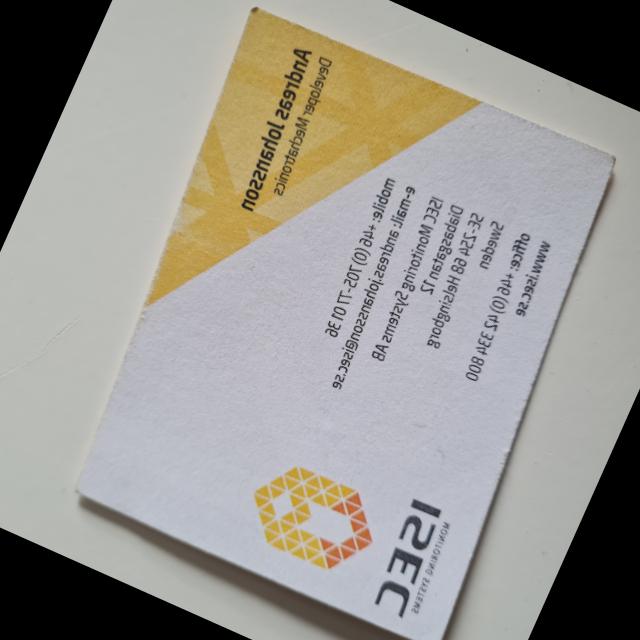 Andreas Johansson
Developer Mechatronics
mobile: +46 (0) 705-77 01 36
e-mail: andreas.johansson@isec.se
ISEC Monitoring Systems AB
Dabesgatan 12
SE-254 68 Helsingborg
Sweden
office: +46 (0) 42 334 800
www.isec.se
ISEC
MONITORING SYSTEMS